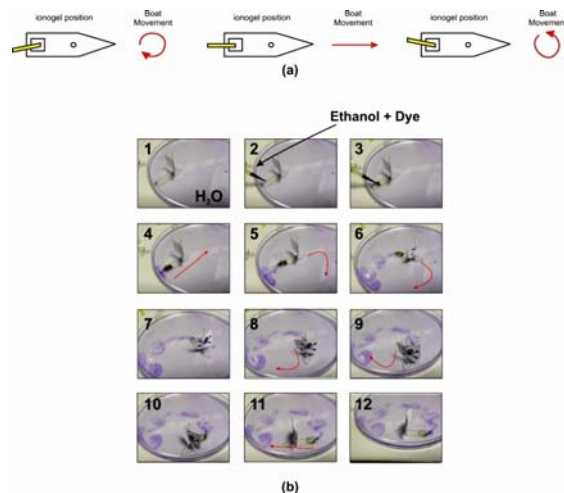 ionogel position
Boat
Movement
ionogel position
Boat
Movement
ionogel position
Boat
Movement
(a)
Ethanol + Dye
1
H₂O
2
3
4
5
6
7
8
9
10
11
12
(b)